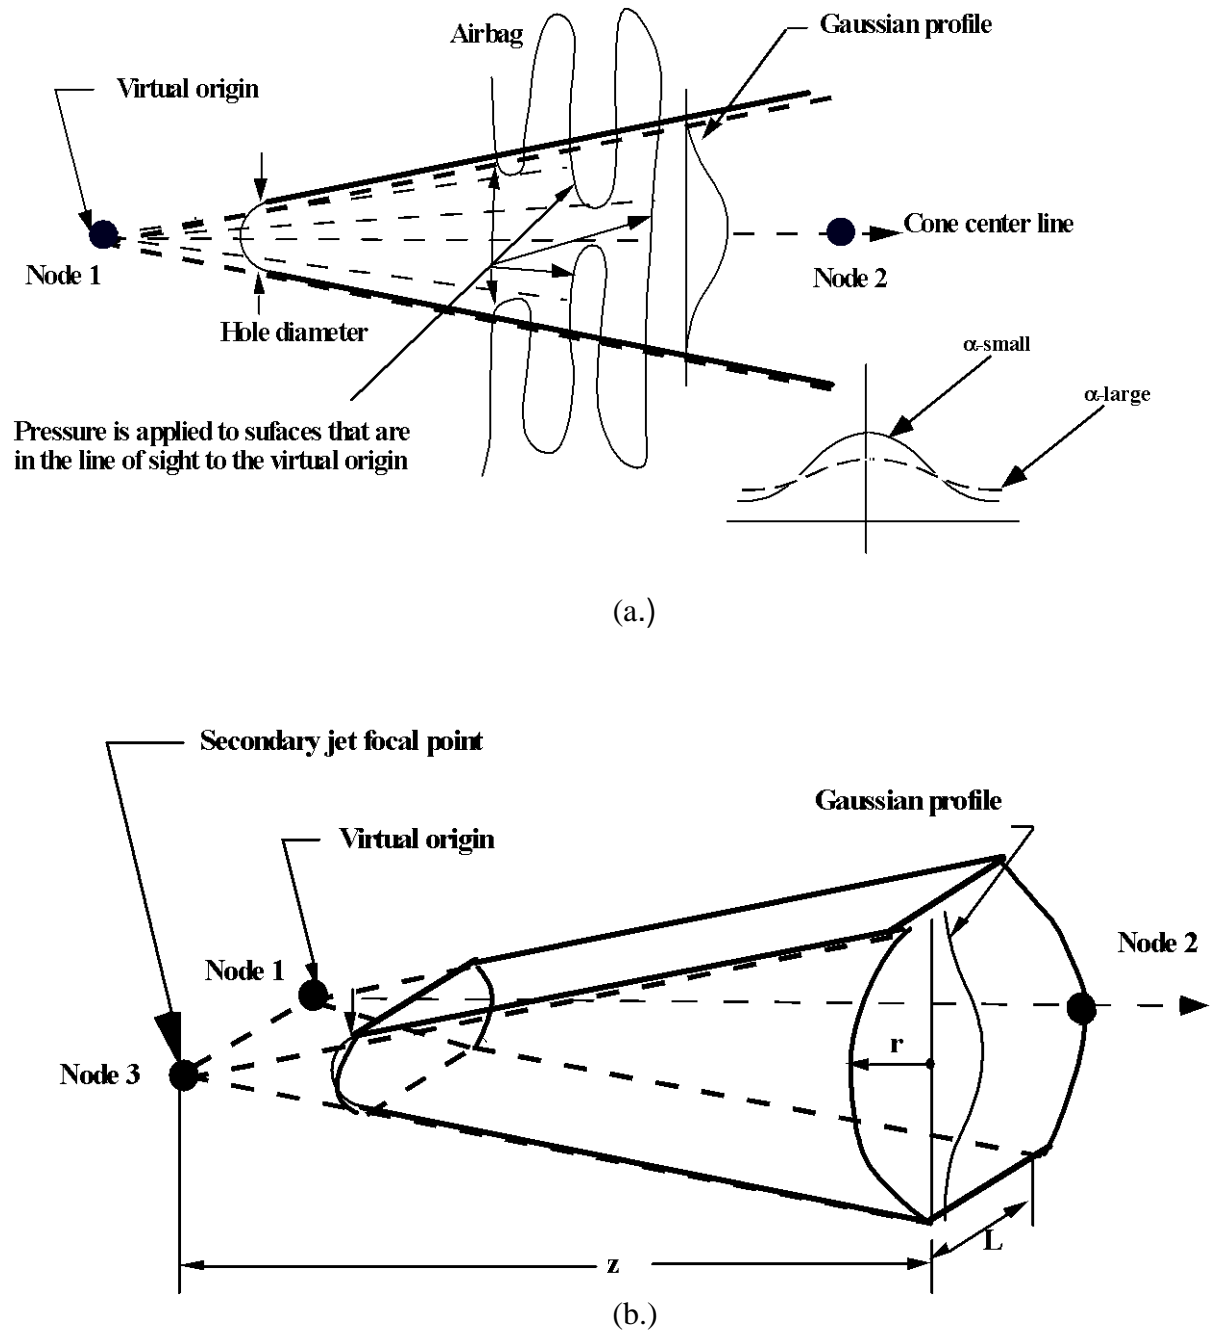 Airbag
Gaussian profile
Virtual origin
Cone center line
Node 1
Node 2
Hole diameter
α-small
α-large
Pressure is applied to sufaces that are
in the line of sight to the virtual origin
(a.)
Secondary jet focal point
Gaussian profile
Virtual origin
Node 2
Node 1
r
Node 3
L
z
(b.)